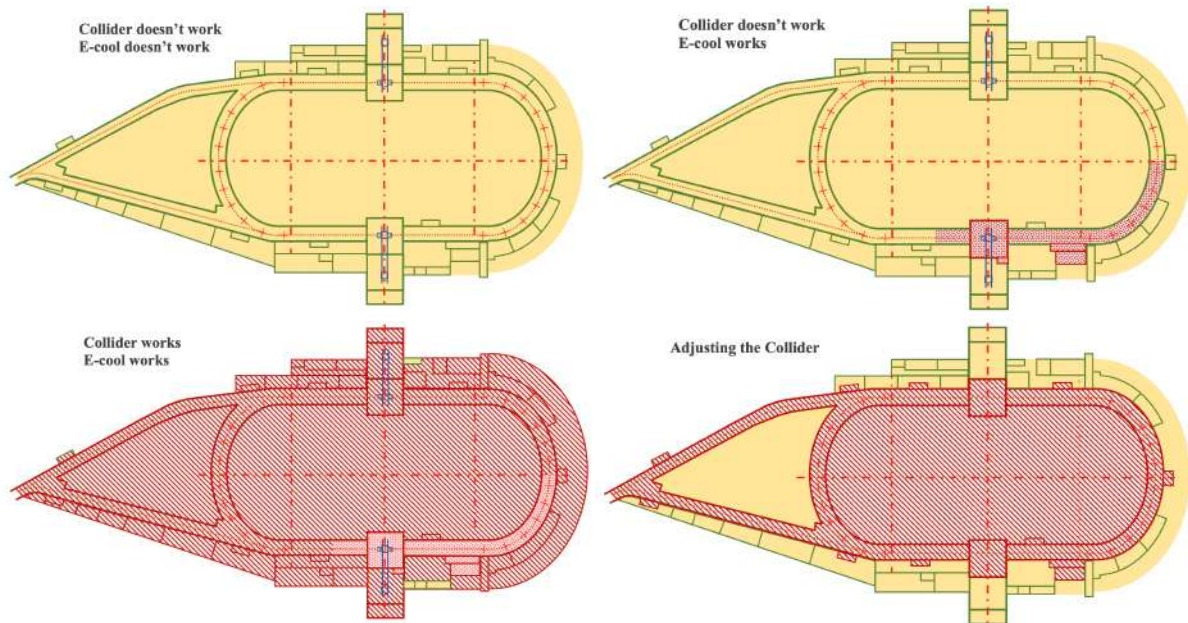 Collider doesn't work
E-cool doesn't work
Collider doesn't work
E-cool works
Collider works
E-cool works
Adjusting the Collider